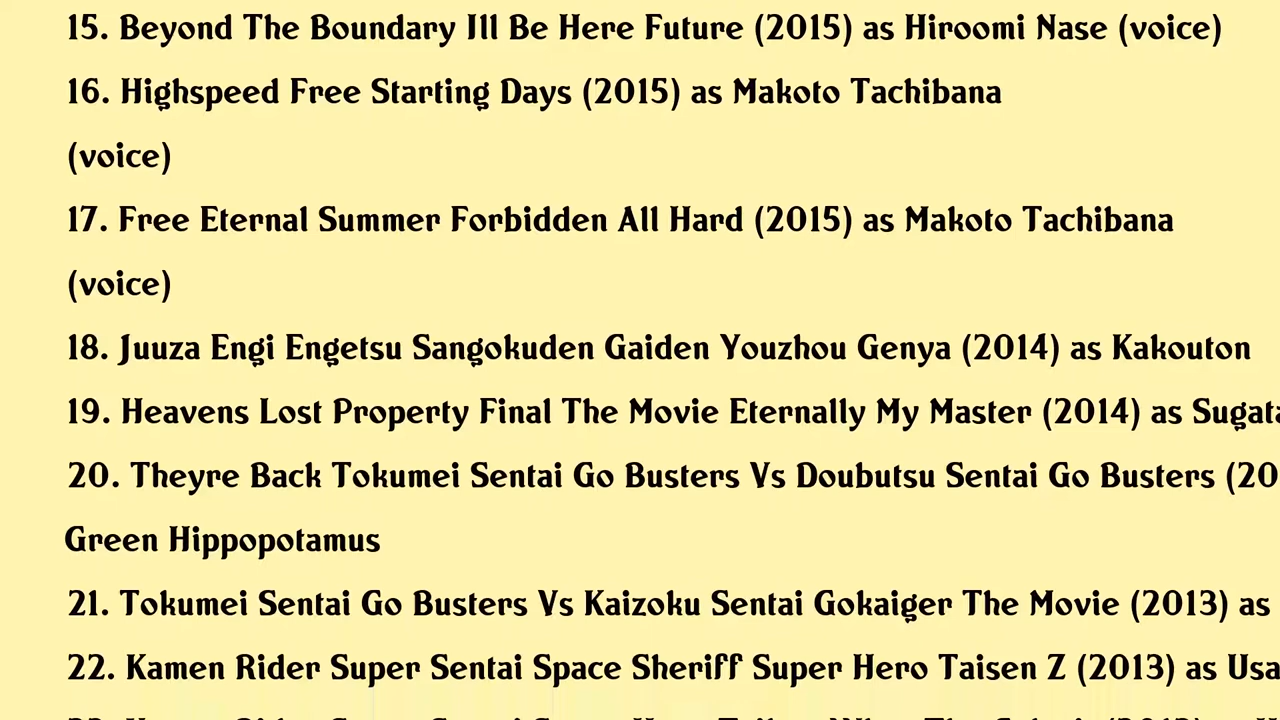 15. Beyond The Boundary Ill Be Here Future (2015) as Hiroomi Nase (voice)
16. Highspeed Free Starting Days (2015) as Makoto Tachibana
(voice)
17. Free Eternal Summer Forbidden All Hard (2015) as Makoto Tachibana
(voice)
18. Juuza Engi Engetsu Sangokuden Gaiden Youzhou Genya (2014) as Kakouton
19. Heavens Lost Property Final The Movie Eternally My Master (2014) as
20. Theyre Back Tokumei Sentai Go Busters Vs Doubutsu Sentai Go Busters
Green Hippopotamus
21. Tokumei Sentai Go Busters Vs Kaizoku Sentai Gokaiger The Movie (2013) as
22. Kamen Rider Super Sentai Space Sheriff Super Hero Taisen Z (2013) as